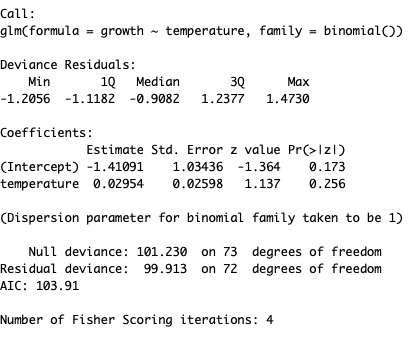 Call:
glm(formula = growth ~ temperature, family = binomial())
Deviance Residuals:
    Min       1Q   Median       3Q      Max
-1.2056  -1.1182  -0.9082   1.2377   1.4730
Coefficients:
            Estimate Std. Error z value Pr(>|z|)
(Intercept) -1.41091    1.03436  -1.364    0.173
temperature  0.02954    0.02598   1.137    0.256
(Dispersion parameter for binomial family taken to be 1)
    Null deviance: 101.230  on 73  degrees of freedom
Residual deviance:  99.913  on 72  degrees of freedom
AIC: 103.91
Number of Fisher Scoring iterations: 4